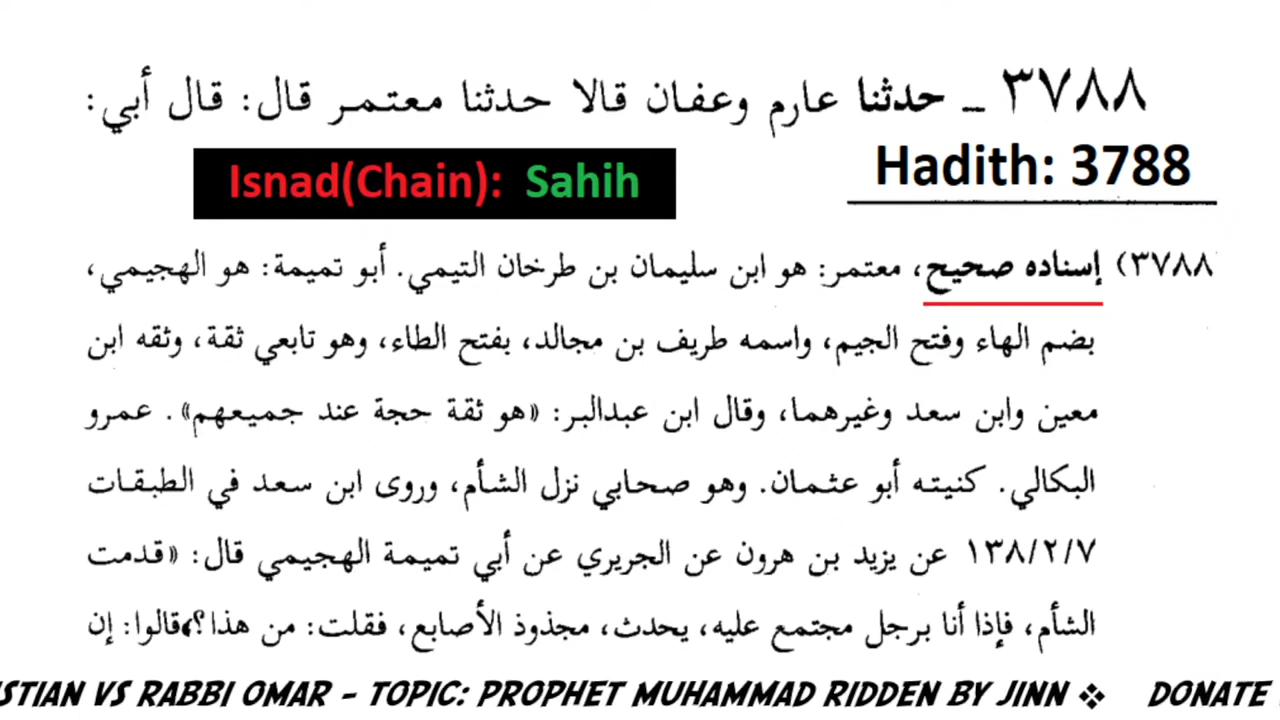 ٣٧٨٨ ــ حدثنا عارم وعفان قالا حدثنا معتمر قال: قال أبي:
Hadith: 3788
Isnad(Chain): Sahih
(٣٧٨٨ إسناده صحيح، معتمر: هو ابن سليمان بن طرخان التيمي. أبو تميمة: هو الهجيمي،
بضم الهاء وفتح الجيم، واسمه طريف بن مجالد، بفتح الطاء، وهو تابعي ثقة، وثقه ابن
معين وابن سعد وغيرهما، وقال ابن عبدالبر: «هو ثقة حجة عند جميعهم». عمرو
البكالي. كنيته أبو عثمان. وهو صحابي نزل الشأم، وروى ابن سعد في الطبقات
١٣٨/٢/٧ عن يزيد بن هرون عن الجريري عن أبي تميمة الهجيمي قال: «قدمت
الشأم، فإذا أنا برجل مجتمع عليه، يحدث، مجذوذ الأصابع، فقلت: من هذا؟، قالوا: إن
ISTIAN VS RABBI OMAR – TOPIC: PROPHET MUHAMMAD RIDDEN BY JINN ❖ DONATE